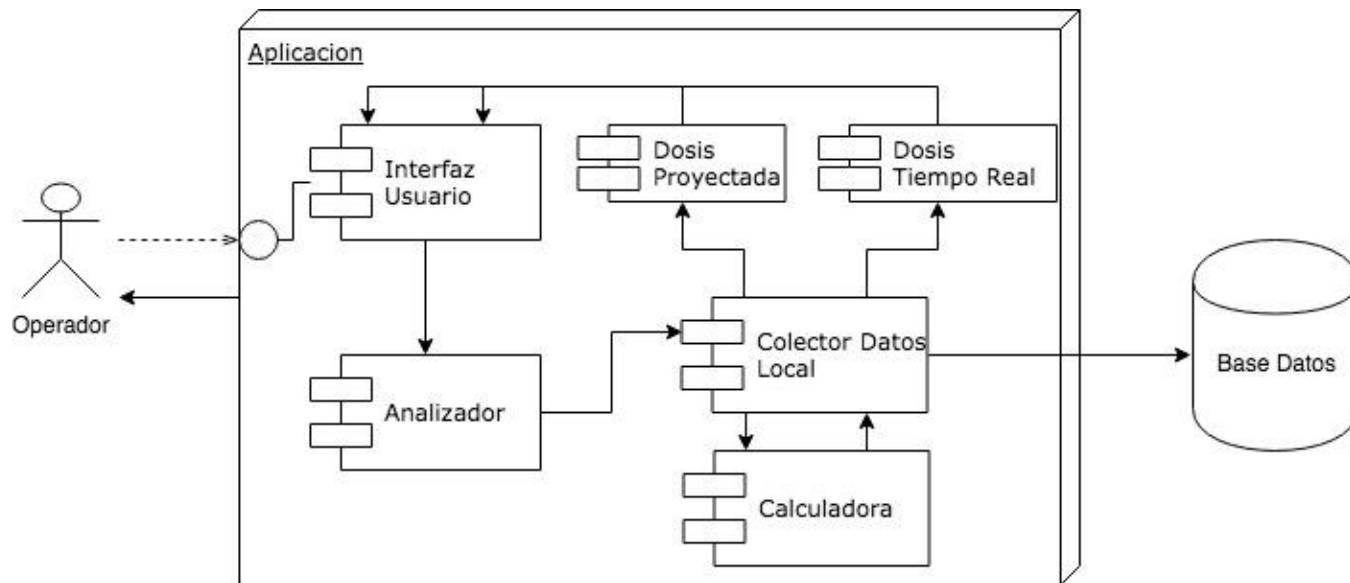 Aplicacion
Interfaz
Usuario
Dosis
Proyectada
Dosis
Tiempo Real
Operador
Analizador
Colector Datos
Local
Base Datos
Calculadora